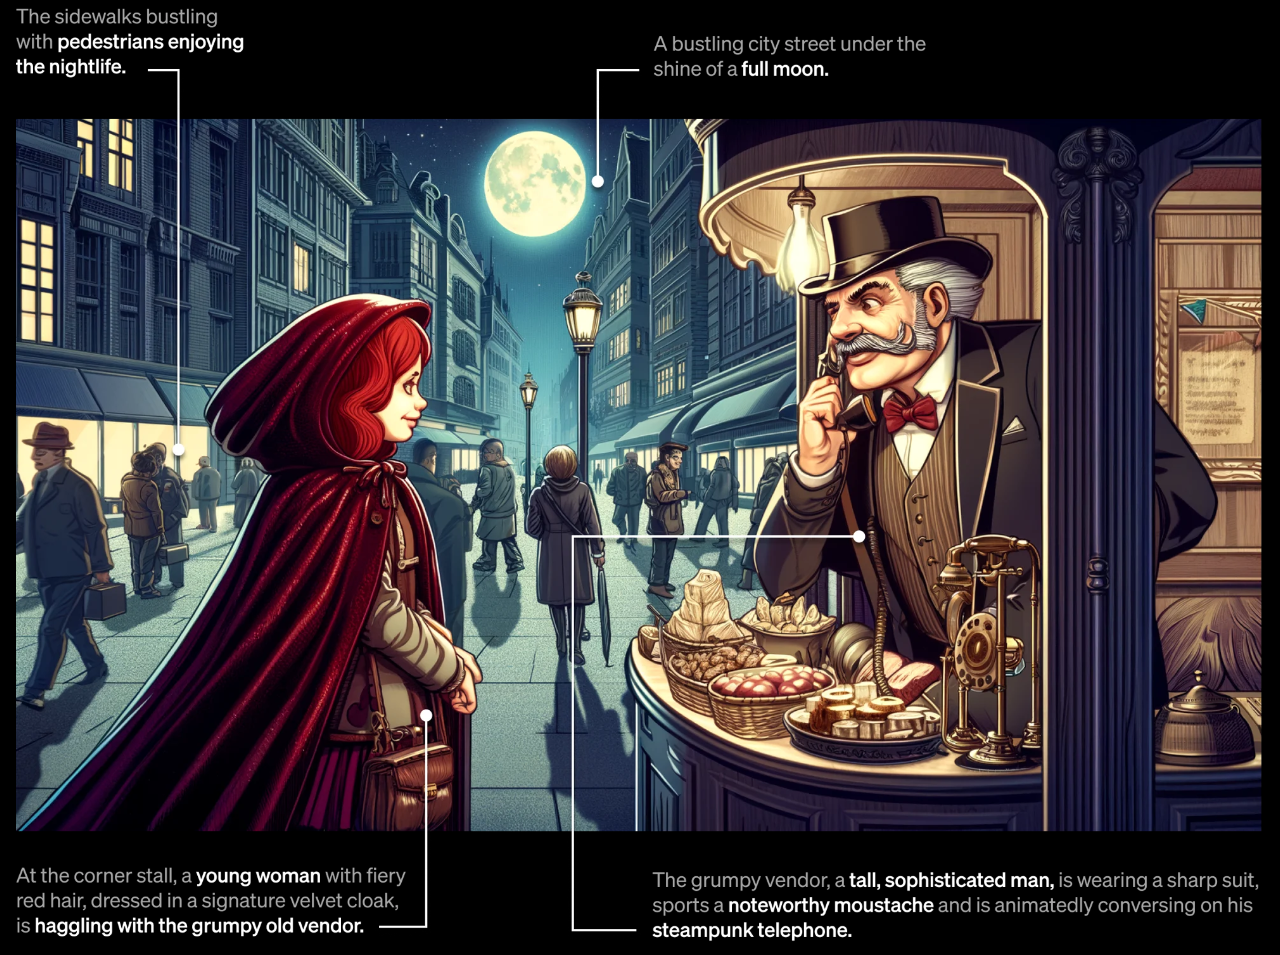 The sidewalks bustling
with pedestrians enjoying
the nightlife.
A bustling city street under the
shine of a full moon.
At the corner stall, a young woman with fiery
red hair, dressed in a signature velvet cloak,
is haggling with the grumpy old vendor.
The grumpy vendor, a tall, sophisticated man, is wearing a sharp suit,
sports a noteworthy moustache and is animatedly conversing on his
steampunk telephone.